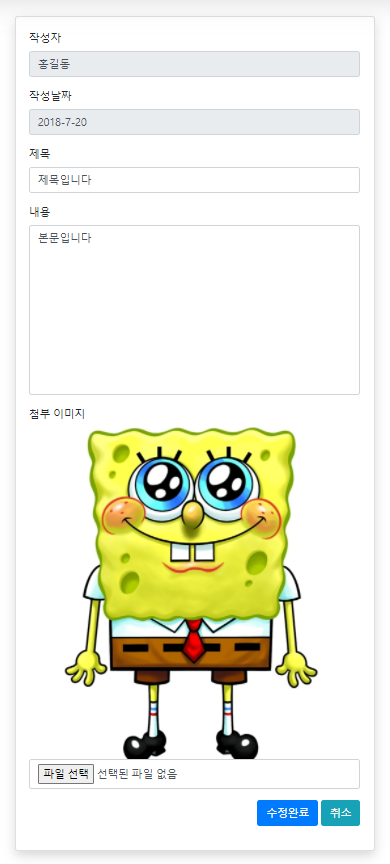 작성자
홍길동
작성날짜
2018-7-20
제목
제목입니다
내용
본문입니다
첨부 이미지
파일 선택 선택된 파일 없음
수정완료 취소